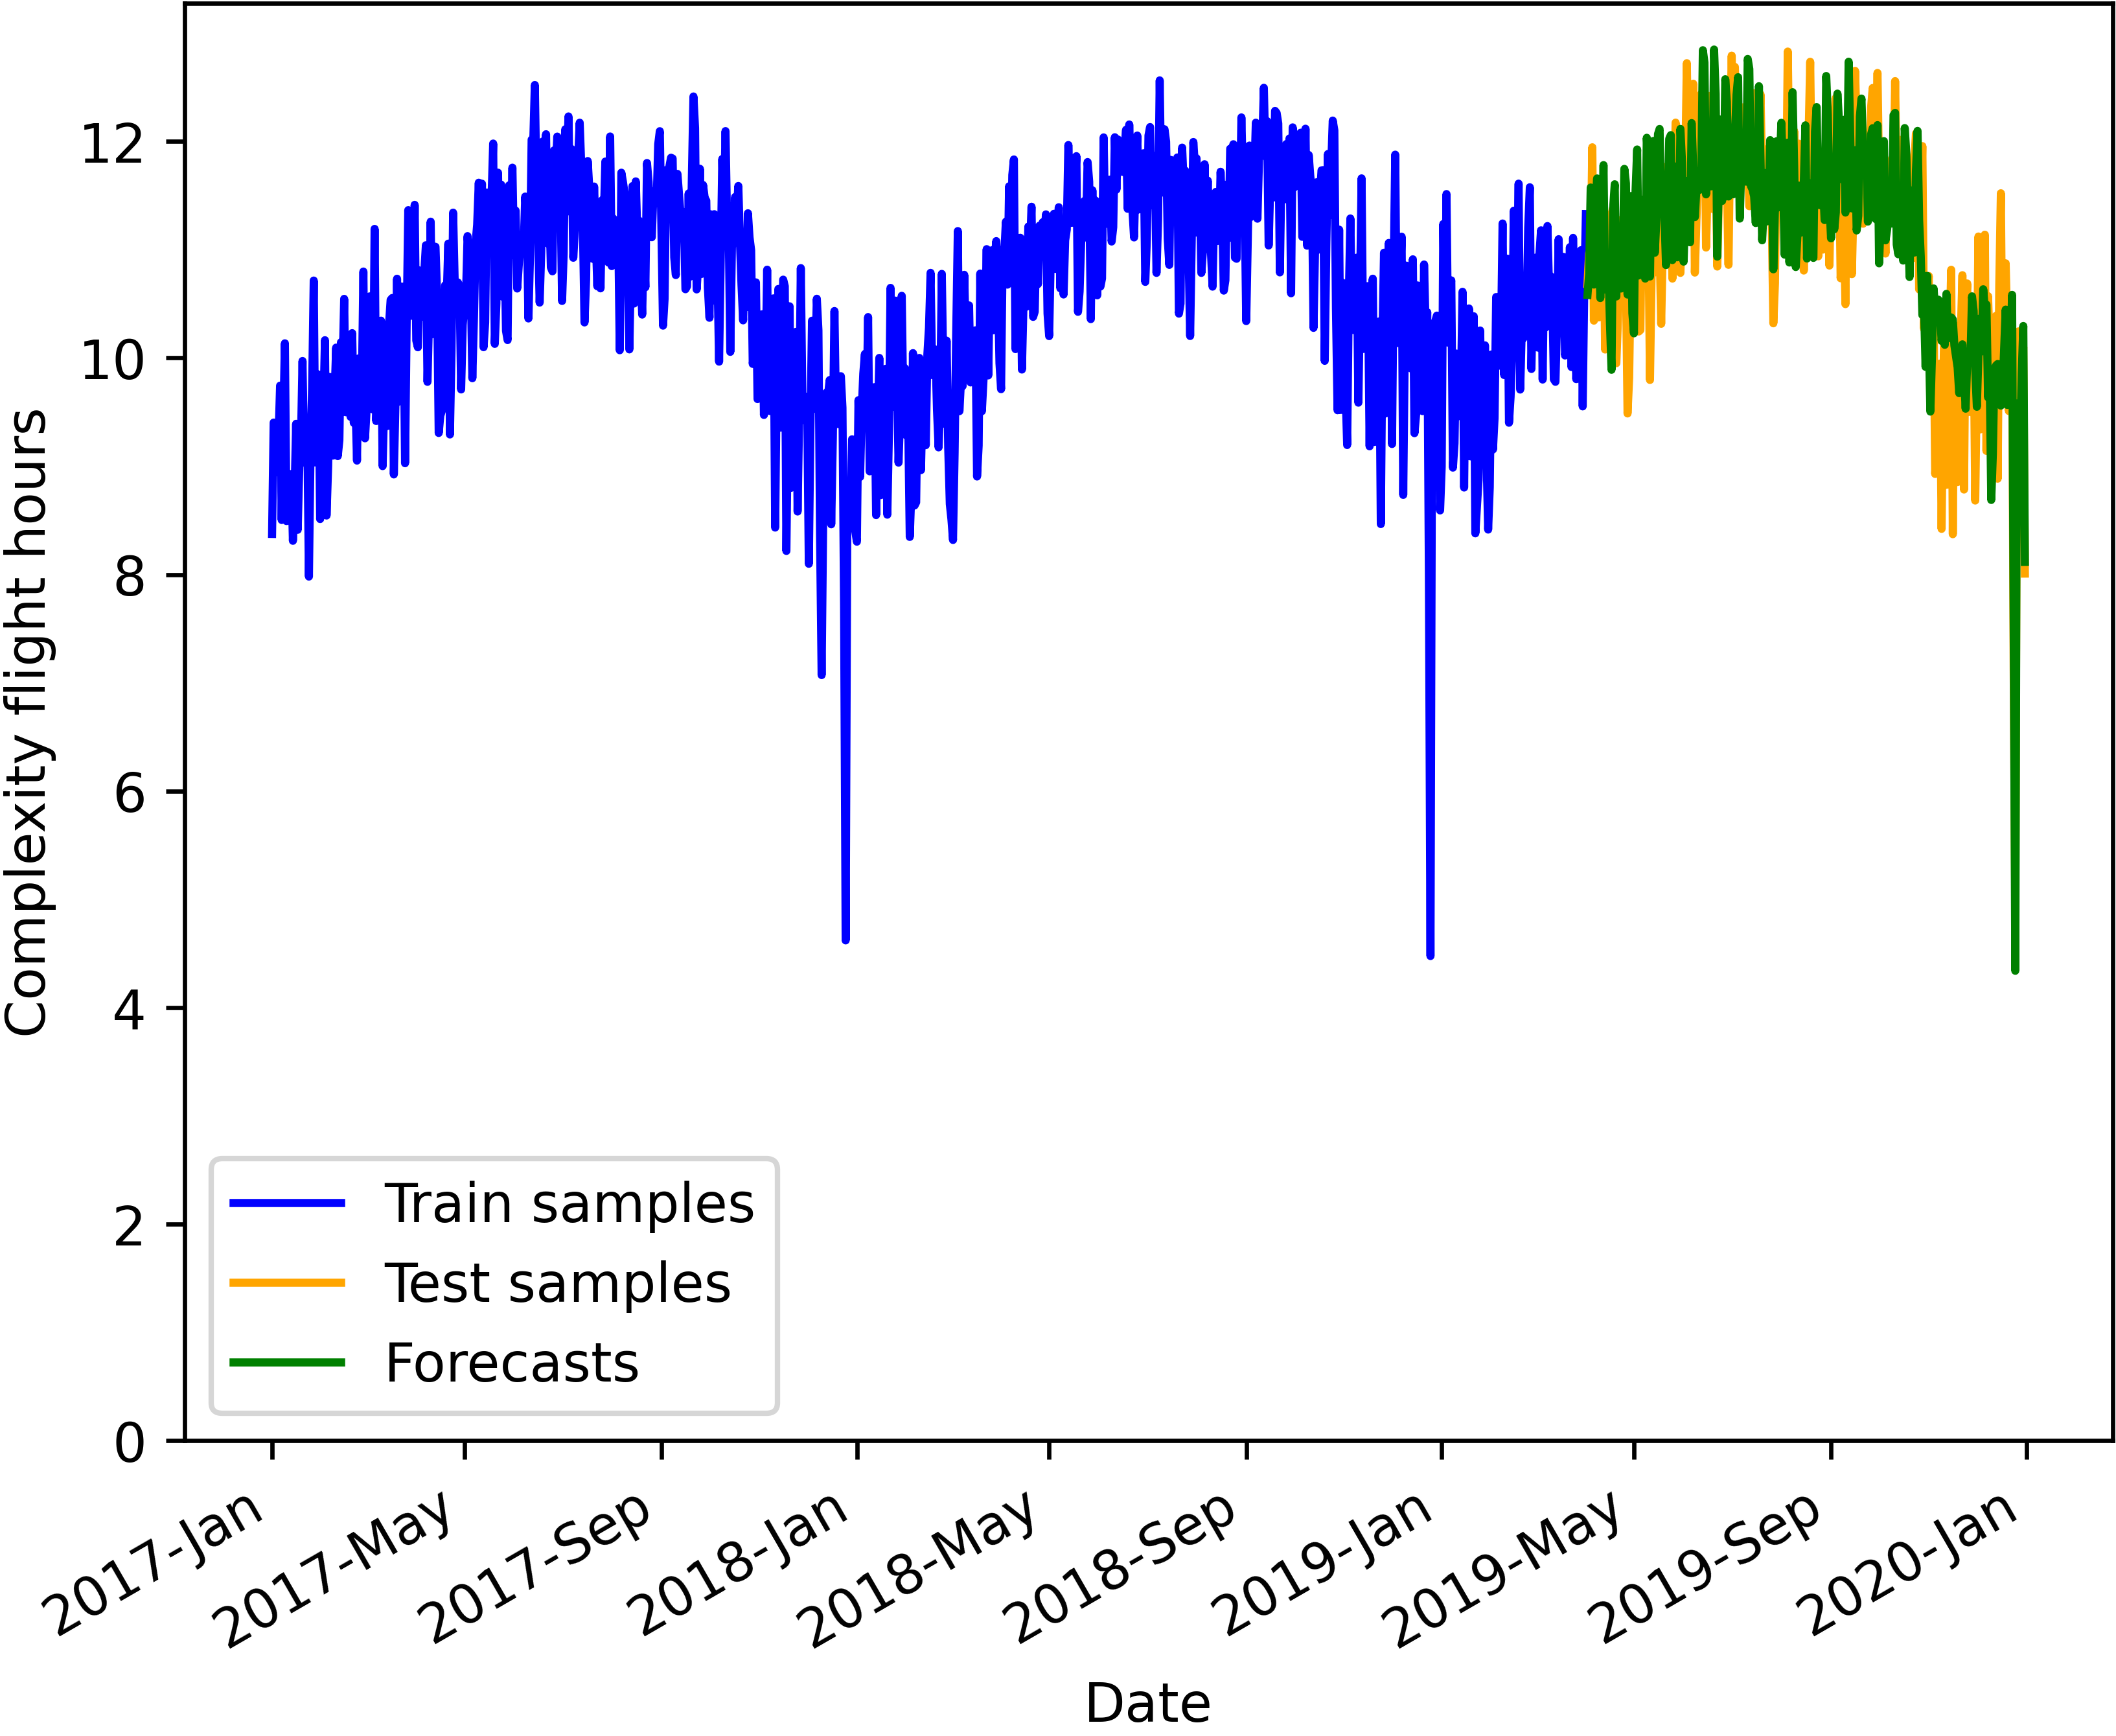 Complexity flight hours
12
10
8
6
4
2
0
Train samples
Test samples
Forecasts
2017-Jan
2017-May
2017-Sep
2018-Jan
2018-May
2018-Sep
2019-Jan
2019-May
2019-Sep
2020-Jan
Date